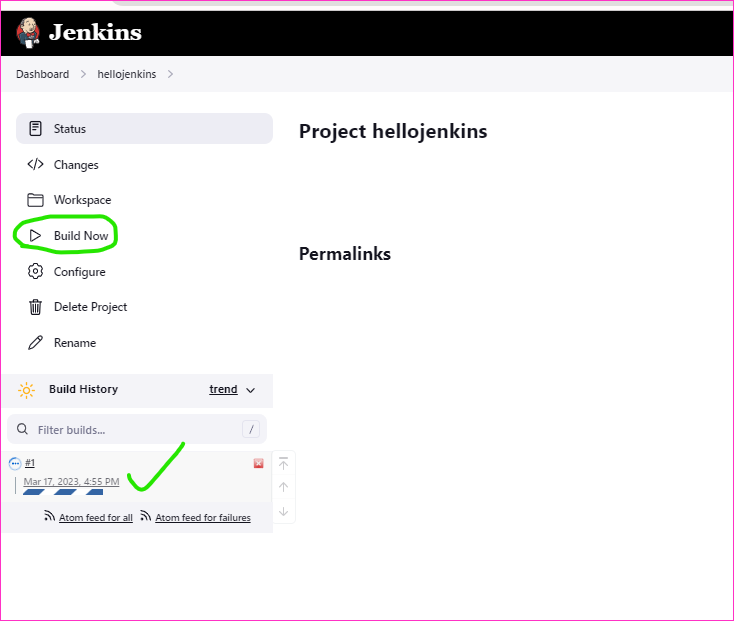 Jenkins
Dashboard > hellojenkins >
Status
Changes
Workspace
Build Now
Configure
Delete Project
Rename
Project hellojenkins
Permalinks
Build History trend
Filter builds... /
#1
Mar 17, 2023, 4:55 PM
Atom feed for all Atom feed for failures